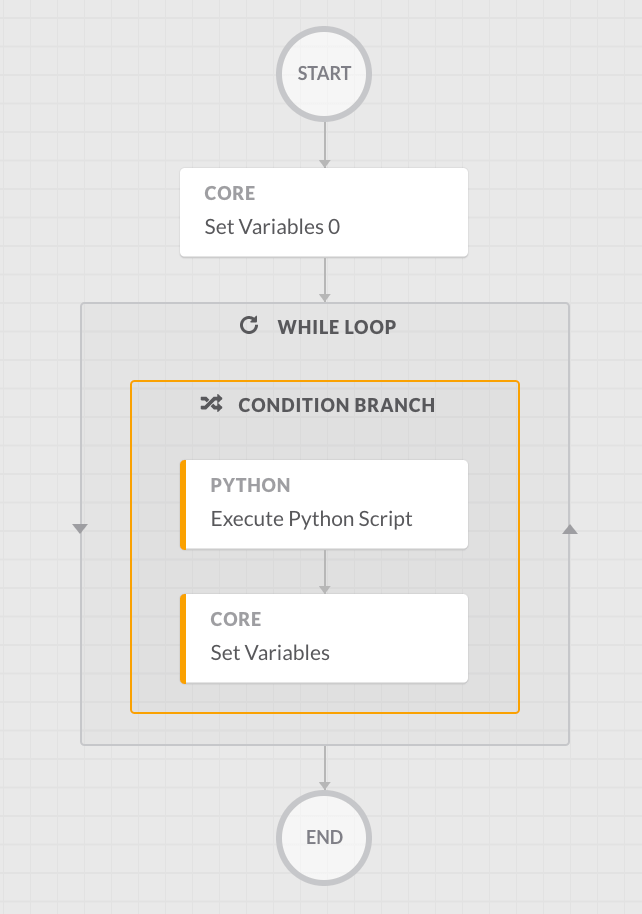 START
CORE
Set Variables 0
WHILE LOOP
CONDITION BRANCH
PYTHON
Execute Python Script
CORE
Set Variables
END